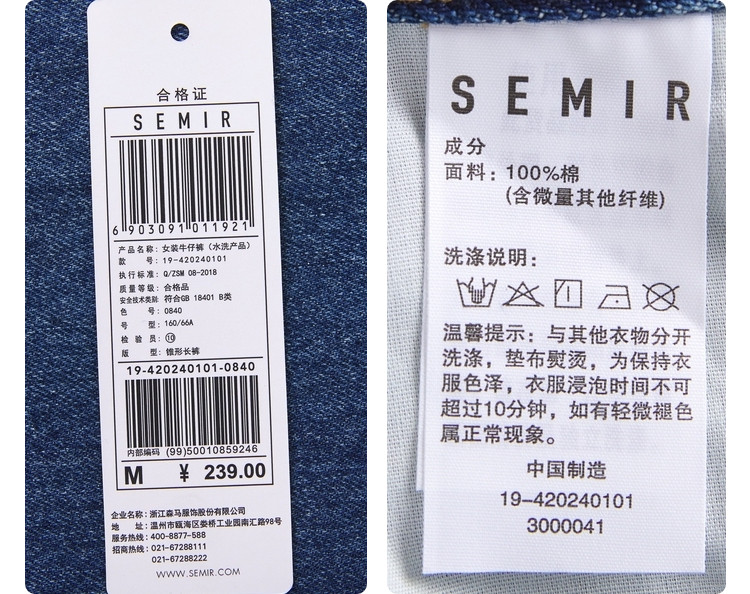 合格证
SEMIR
6 903091 011921
产品名称: 女装牛仔裤（水洗产品）
款 号: 19-420240101
执行标准: Q/ZSM 08-2018
质量等级: 合格品
安全技术类别 符合GB 18401 B类
色 号: 0840
号 型: 160/66A
检 验 员: ⑩
版 型: 锥形长裤
19-420240101-0840
内部编码 (99)50010859246
M ¥ 239.00
企业名称: 浙江森马服饰股份有限公司
地 址: 温州市瓯海区娄桥工业园南汇路98号
服务热线: 400-8877-588
招商热线: 021-67288111
021-67288222
WWW.SEMIR.COM
SEMIR
成分
面料: 100%棉
(含微量其他纤维)
洗涤说明:
温馨提示: 与其他衣物分开
洗涤，垫布熨烫，为保持衣
服色泽，衣服浸泡时间不可
超过10分钟，如有轻微褪色
属正常现象。
中国制造
19-420240101
3000041